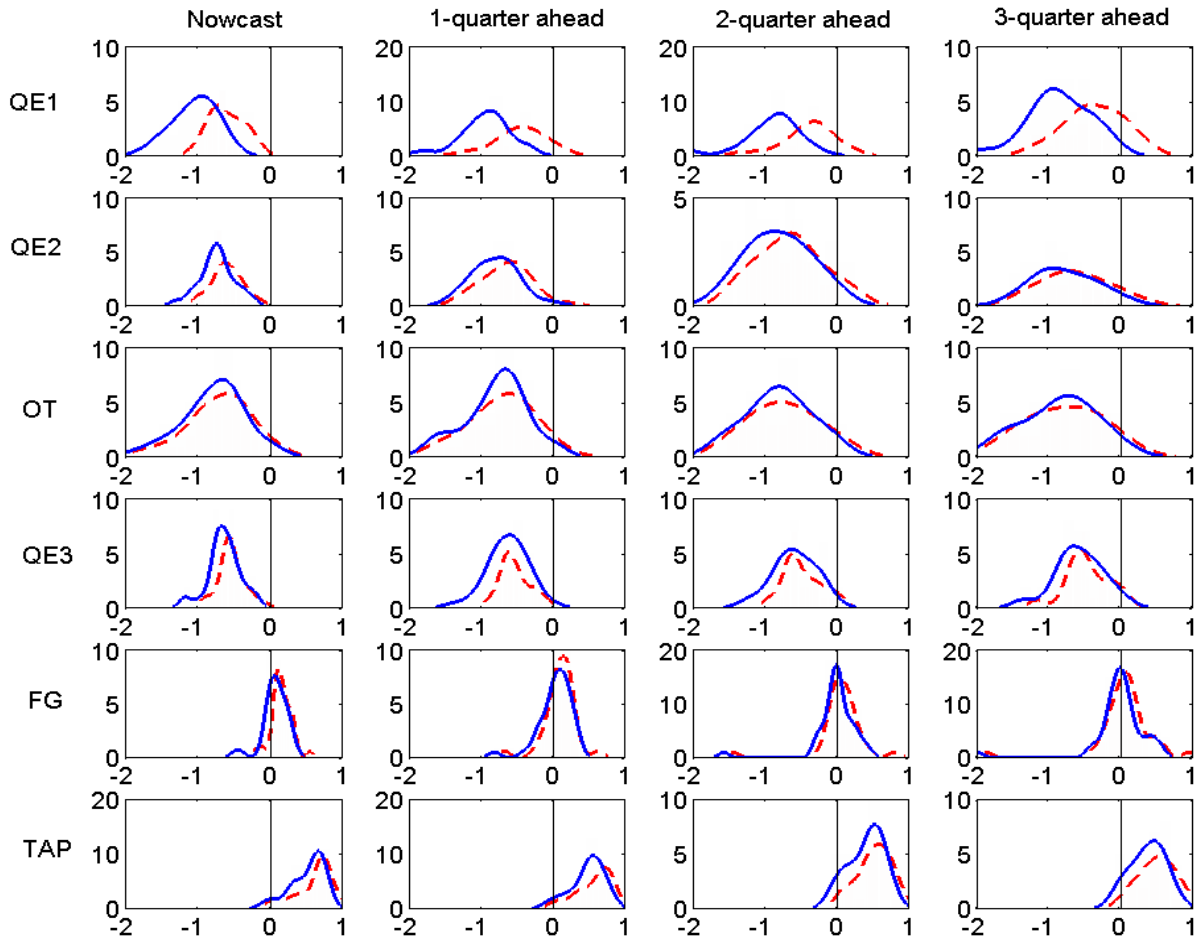 Nowcast 1-quarter ahead 2-quarter ahead 3-quarter ahead
10 20 20 10
QE1 5 10 10 5
0 0 0 0
-2 -1 0 1 -2 -1 0 1 -2 -1 0 1 -2 -1 0 1
10 10 5 10
QE2 5 5 5
0 0 0 0
-2 -1 0 1 -2 -1 0 1 -2 -1 0 1 -2 -1 0 1
10 10 10 10
OT 5 5 5 5
0 0 0 0
-2 -1 0 1 -2 -1 0 1 -2 -1 0 1 -2 -1 0 1
10 10 10 10
QE3 5 5 5 5
0 0 0 0
-2 -1 0 1 -2 -1 0 1 -2 -1 0 1 -2 -1 0 1
10 10 20 20
FG 5 5 10 10
0 0 0 0
-2 -1 0 1 -2 -1 0 1 -2 -1 0 1 -2 -1 0 1
20 20 10 10
TAP 10 10 5 5
0 0 0 0
-2 -1 0 1 -2 -1 0 1 -2 -1 0 1 -2 -1 0 1